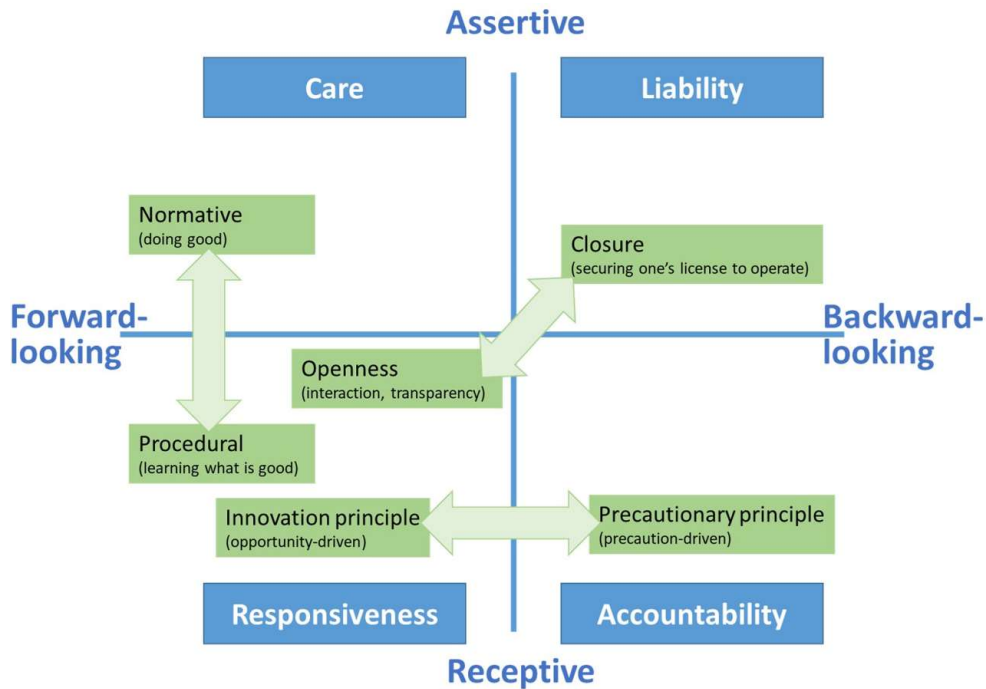 Assertive
Care
Liability
Normative
(doing good)
Closure
(securing one's license to operate)
Forward-
looking
Backward-
looking
Openness
(interaction, transparency)
Procedural
(learning what is good)
Innovation principle
(opportunity-driven)
Precautionary principle
(precaution-driven)
Responsiveness
Accountability
Receptive